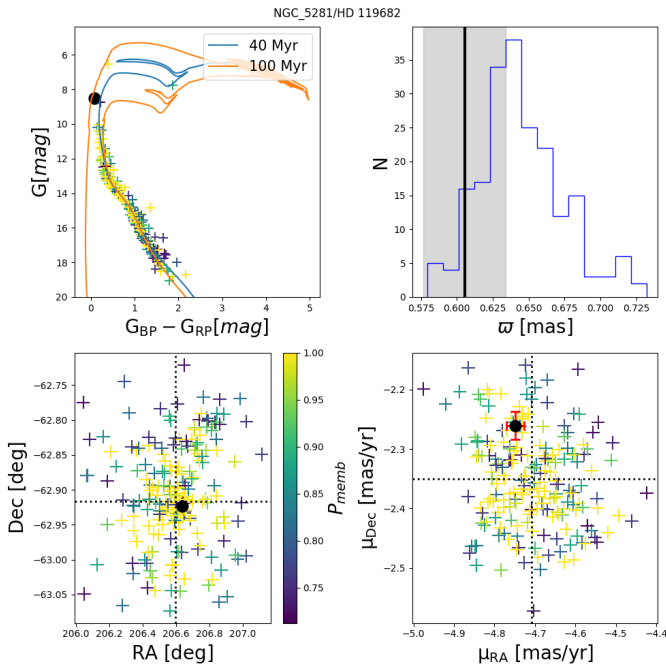 NGC_5281/HD 119682
40 Myr
100 Myr
4
6
8
10
12
14
16
18
20
G[mag]
0 1 2 3 4 5
G_BP − G_RP[mag]
0
5
10
15
20
25
30
35
N
0.575 0.600 0.625 0.650 0.675 0.700 0.725
ϖ [mas]
−62.75
−62.80
−62.85
−62.90
−62.95
−63.00
−63.05
Dec [deg]
206.0 206.2 206.4 206.6 206.8 207.0
RA [deg]
1.00
0.95
0.90
0.85
0.80
0.75
P_memb
−2.2
−2.3
−2.4
−2.5
μ_Dec [mas/yr]
−5.0 −4.9 −4.8 −4.7 −4.6 −4.5 −4.4
μ_RA [mas/yr]